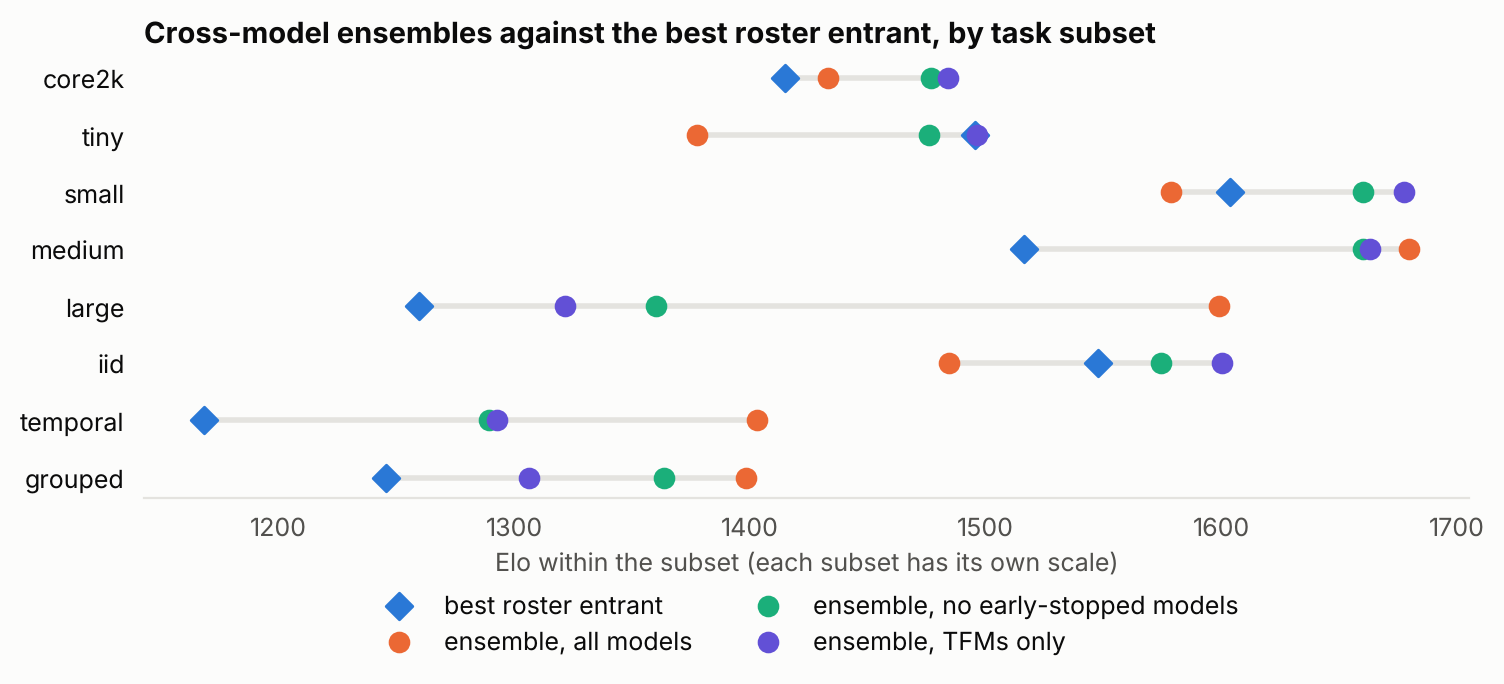 Cross-model ensembles against the best roster entrant, by task subset
core2k
tiny
small
medium
large
iid
temporal
grouped
1200 1300 1400 1500 1600 1700
Elo within the subset (each subset has its own scale)
best roster entrant
ensemble, no early-stopped models
ensemble, all models
ensemble, TFMs only